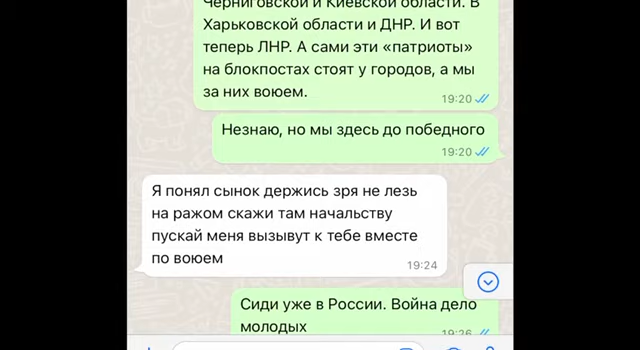 Черниговской и Киевской области. В
Харьковской области и ДНР. И вот
теперь ЛНР. А сами эти «патриоты»
на блокпостах стоят у городов, а мы
за них воюем.
19:20
Незнаю, но мы здесь до победного
19:20
Я понял сынок держись зря не лезь
на ражом скажи там начальству
пускай меня вызывут к тебе вместе
по воюем
19:24
Сиди уже в России. Война дело
молодых
19:26